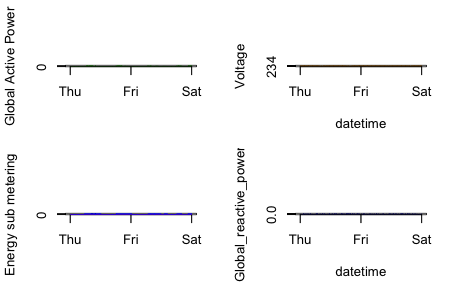 Global Active Power
0
Thu Fri Sat
Voltage
234
Thu Fri Sat
datetime
Energy sub metering
0
Thu Fri Sat
Global_reactive_power
0.0
Thu Fri Sat
datetime